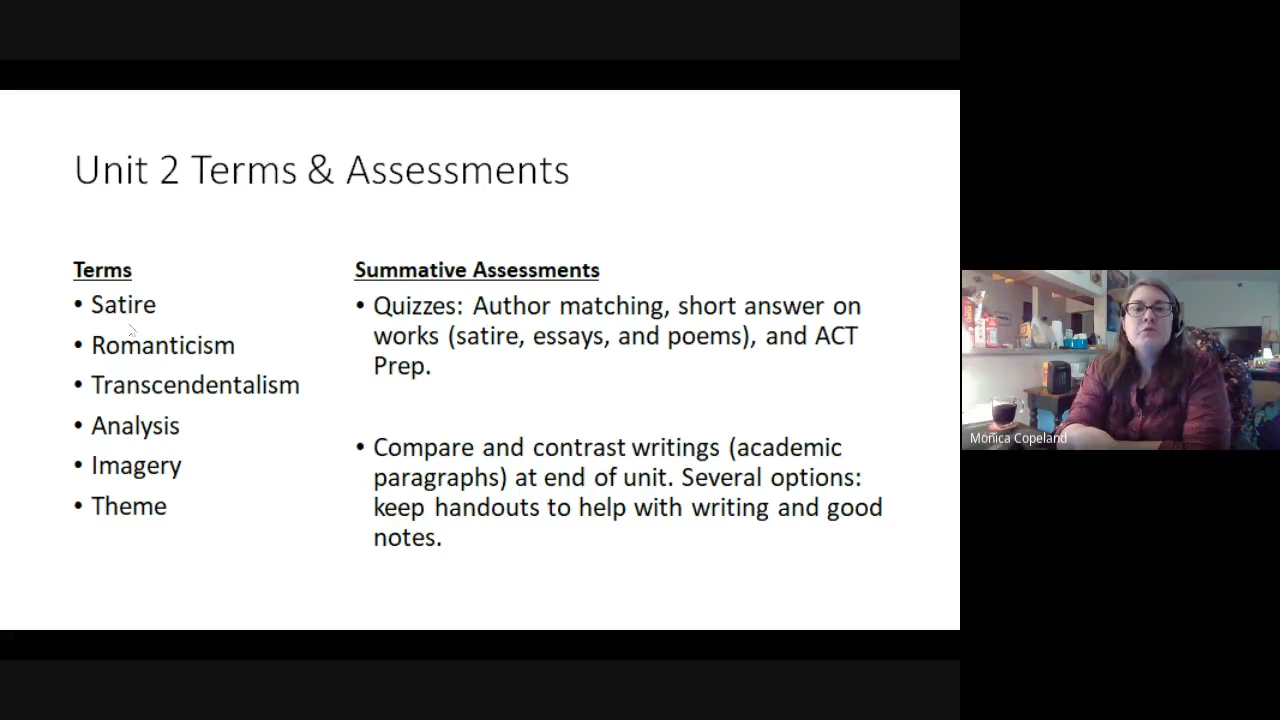 Unit 2 Terms & Assessments
Terms
• Satire
• Romanticism
• Transcendentalism
• Analysis
• Imagery
• Theme
Summative Assessments
• Quizzes: Author matching, short answer on
works (satire, essays, and poems), and ACT
Prep.
• Compare and contrast writings (academic
paragraphs) at end of unit. Several options:
keep handouts to help with writing and good
notes.
Monica Copeland